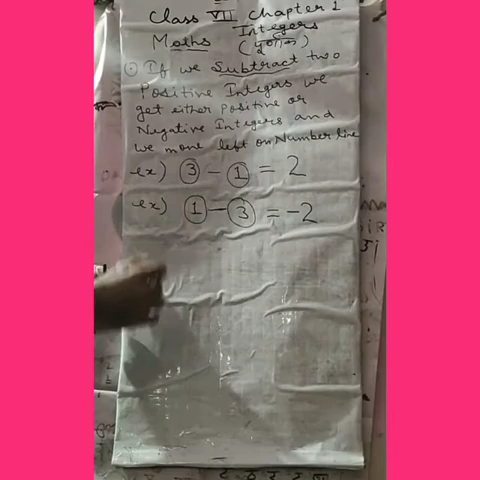 Class VII Chapter 1
Integers
Maths
① If we Subtract two
Positive Integers we
get either Positive or
Negative Integers and
we move left on Number line
ex) 3 - 1 = 2
ex) 1 - 3 = -2